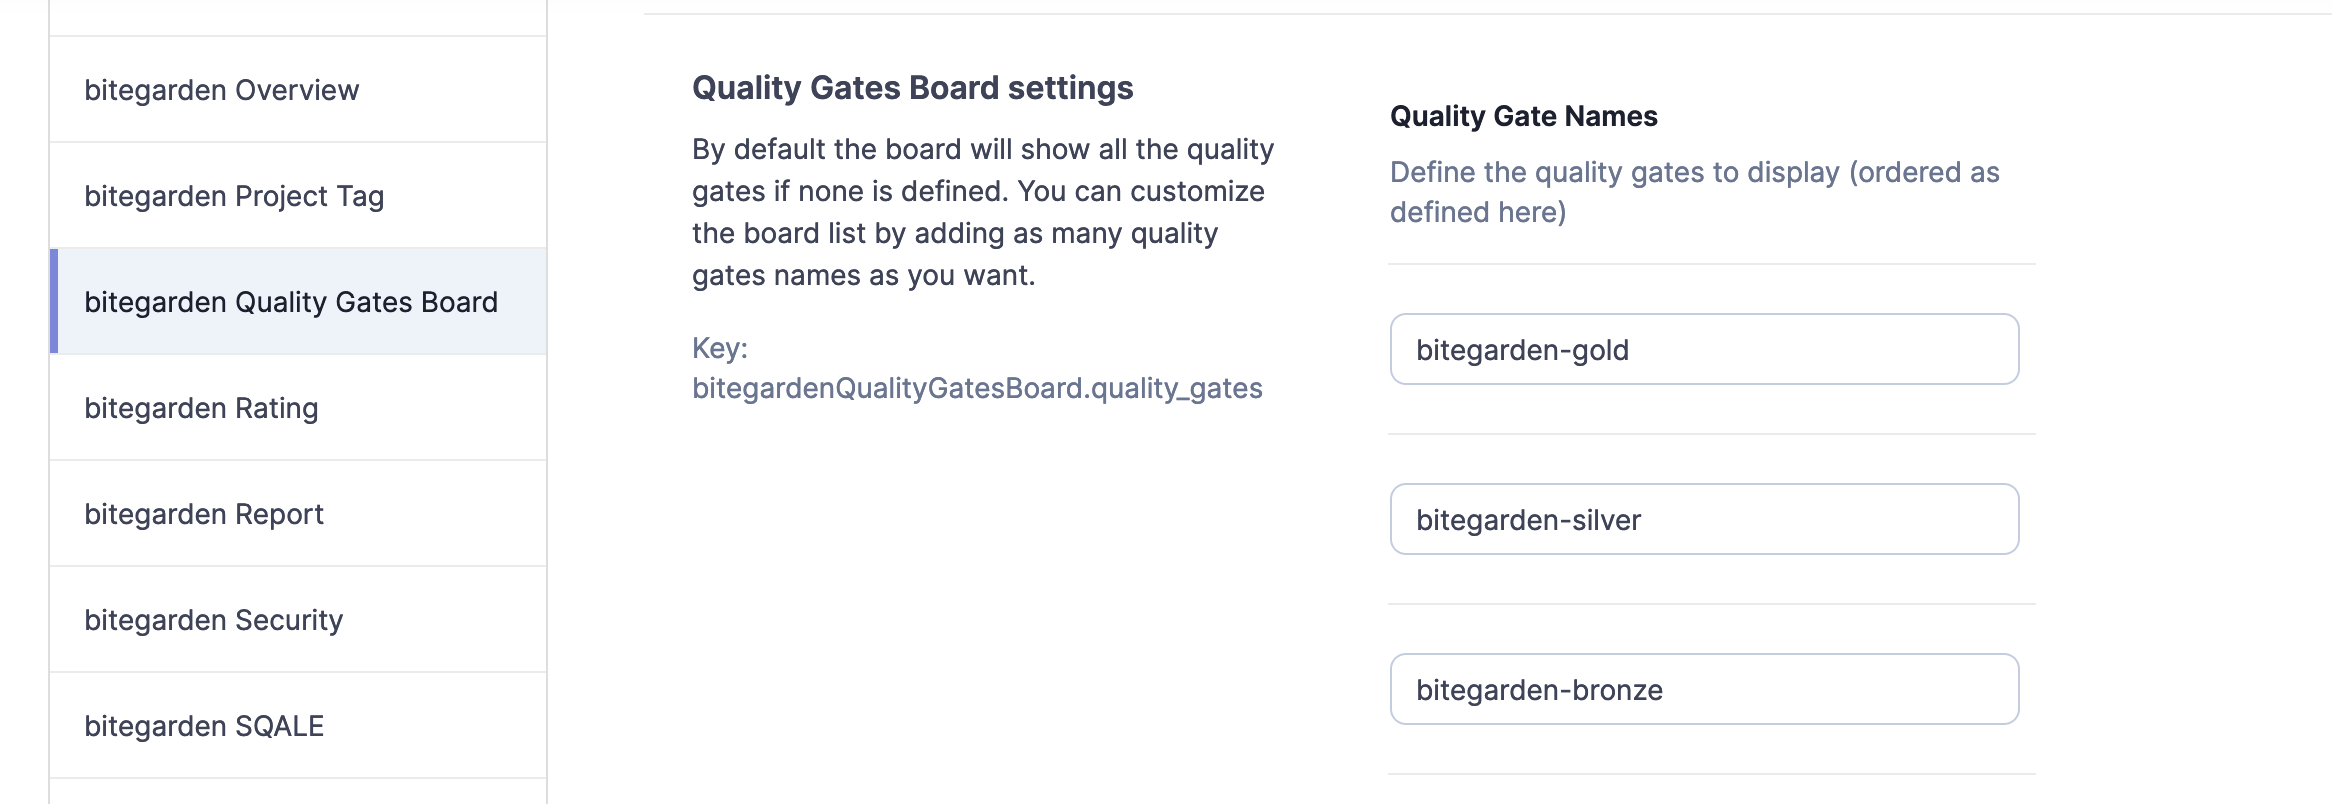 bitegarden Overview
bitegarden Project Tag
bitegarden Quality Gates Board
bitegarden Rating
bitegarden Report
bitegarden Security
bitegarden SQALE
Quality Gates Board settings
By default the board will show all the quality
gates if none is defined. You can customize
the board list by adding as many quality
gates names as you want.
Key:
bitegardenQualityGatesBoard.quality_gates
Quality Gate Names
Define the quality gates to display (ordered as
defined here)
bitegarden-gold
bitegarden-silver
bitegarden-bronze